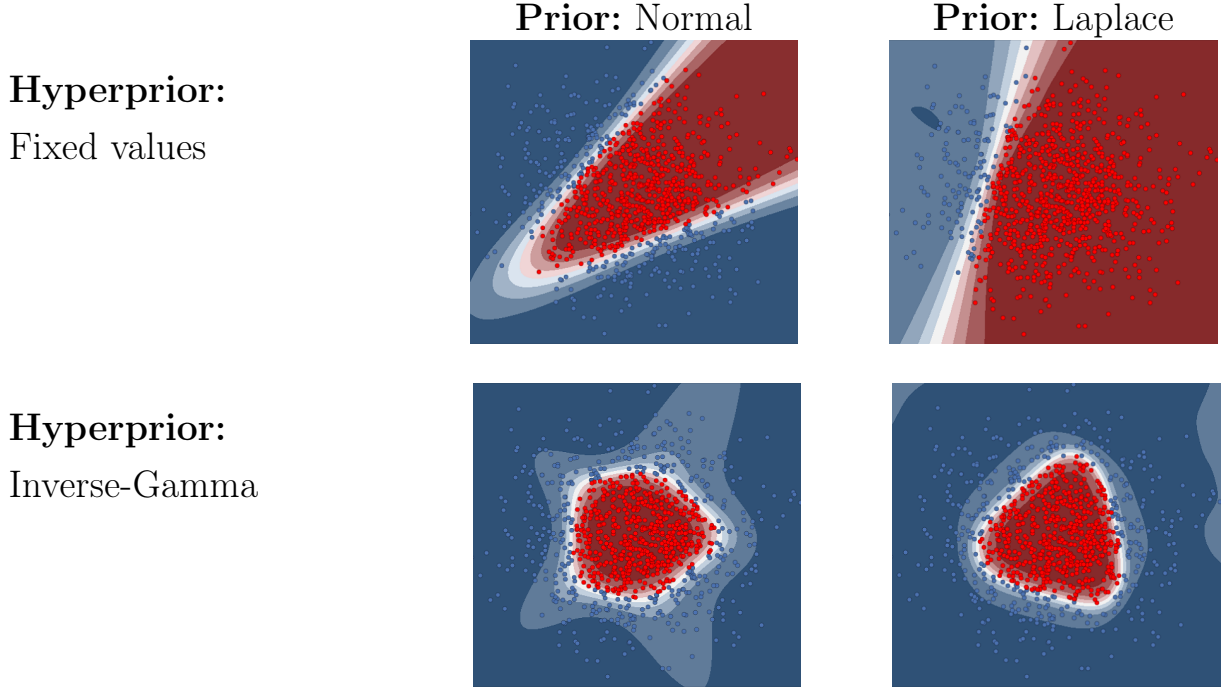 Prior: Normal
Prior: Laplace
Hyperprior:
Fixed values
Hyperprior:
Inverse-Gamma